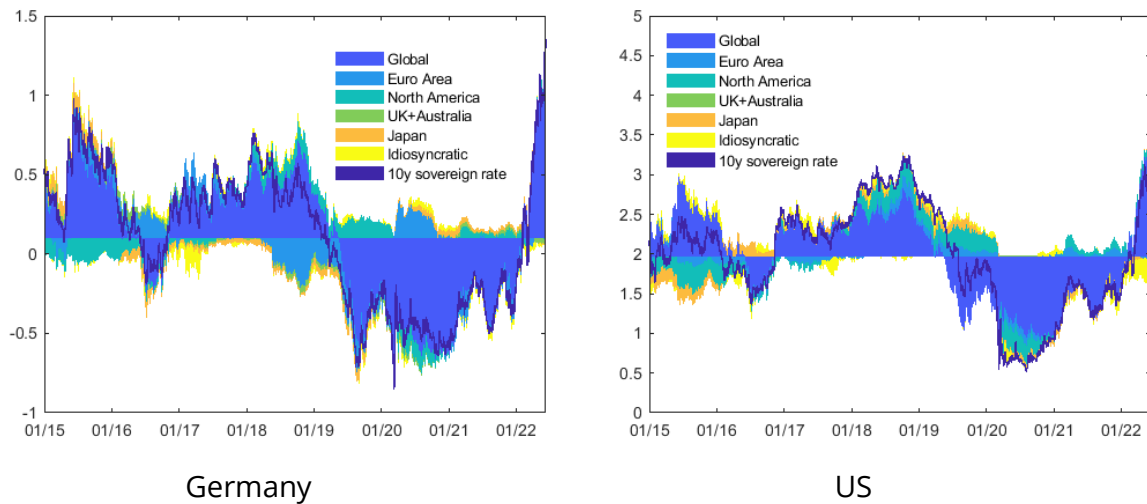 1.5
1
0.5
0
-0.5
-1
01/15 01/16 01/17 01/18 01/19 01/20 01/21 01/22
Global
Euro Area
North America
UK+Australia
Japan
Idiosyncratic
10y sovereign rate
Germany
5
4.5
4
3.5
3
2.5
2
1.5
1
0.5
0
01/15 01/16 01/17 01/18 01/19 01/20 01/21 01/22
Global
Euro Area
North America
UK+Australia
Japan
Idiosyncratic
10y sovereign rate
US